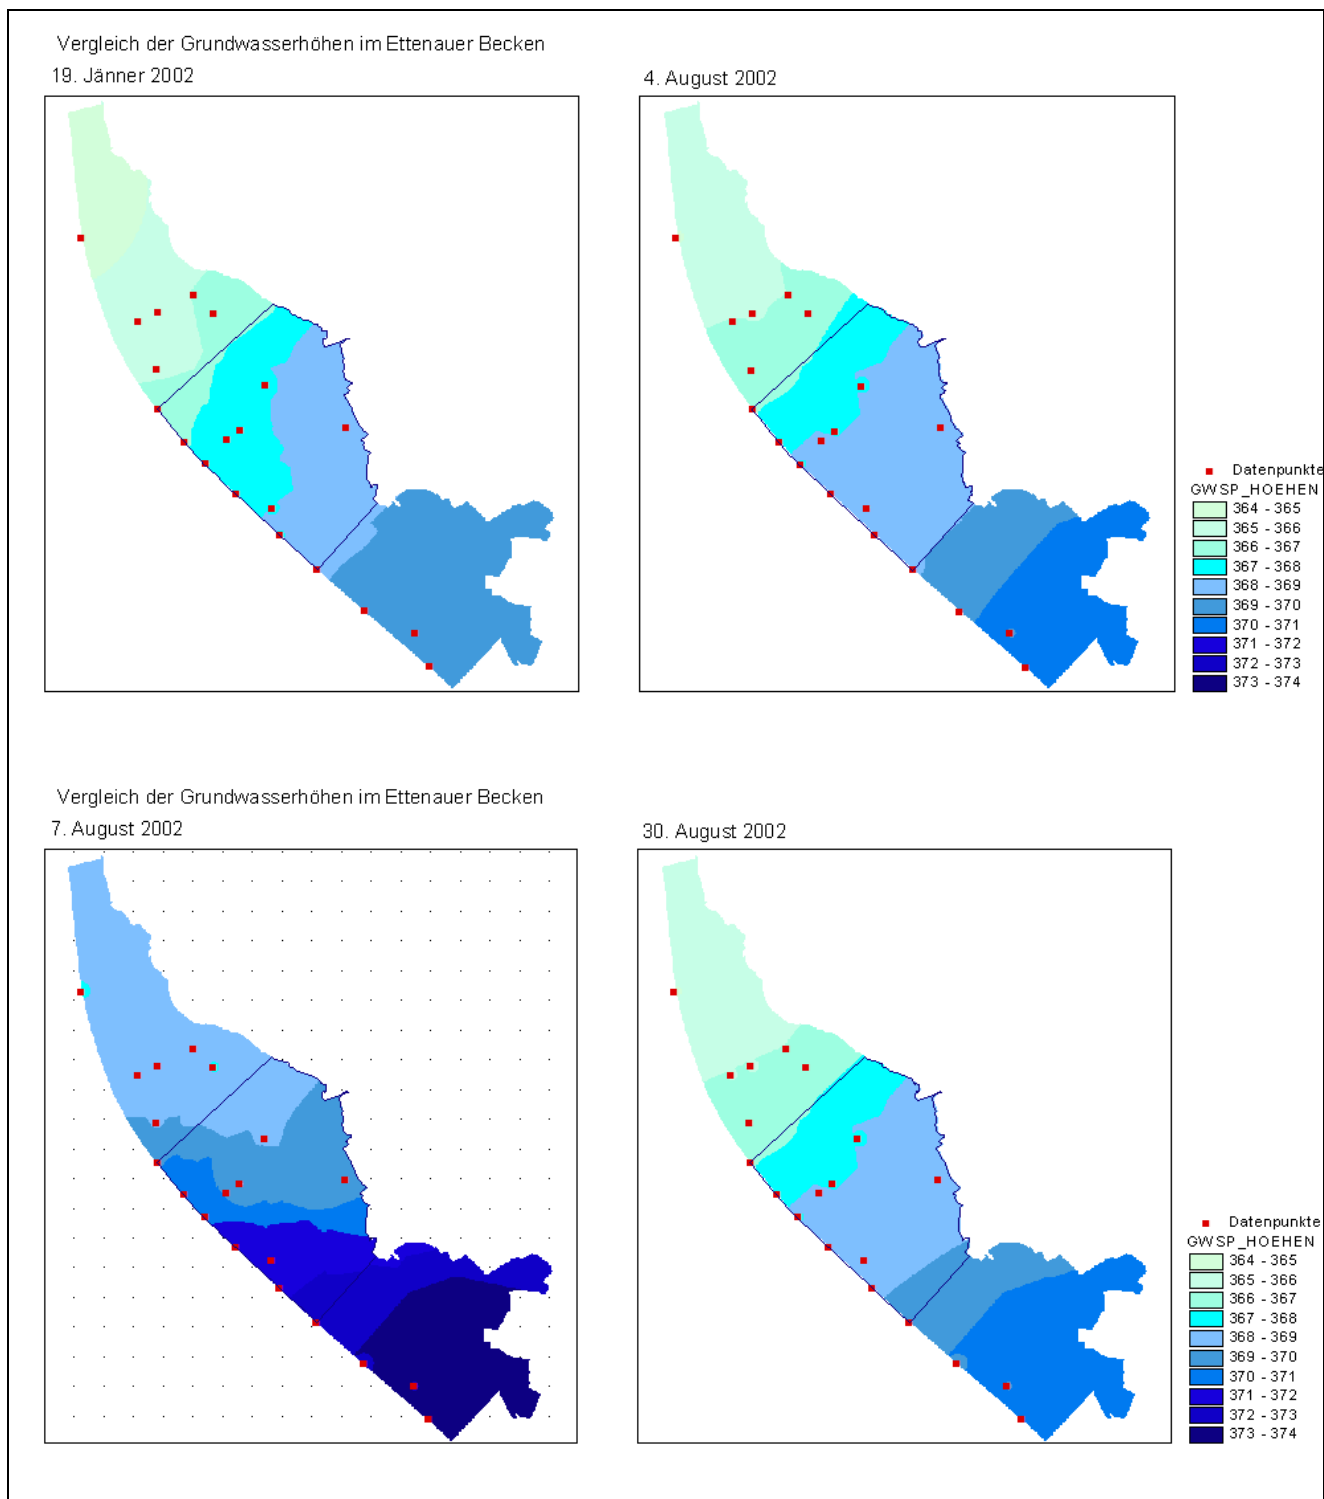 Vergleich der Grundwasserhöhen im Ettenauer Becken
19. Jänner 2002
4. August 2002
Datenpunkte
GWSP_HOEHEN
364 - 365
365 - 366
366 - 367
367 - 368
368 - 369
369 - 370
370 - 371
371 - 372
372 - 373
373 - 374
Vergleich der Grundwasserhöhen im Ettenauer Becken
7. August 2002
30. August 2002
Datenpunkte
GWSP_HOEHEN
364 - 365
365 - 366
366 - 367
367 - 368
368 - 369
369 - 370
370 - 371
371 - 372
372 - 373
373 - 374